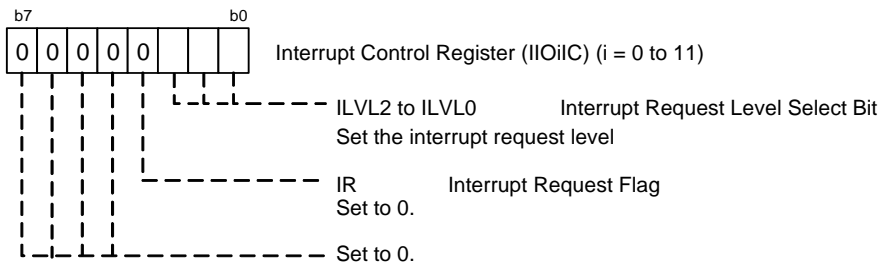 b7 b0
0 0 0 0 0 Interrupt Control Register (IIOiIC) (i = 0 to 11)
ILVL2 to ILVL0 Interrupt Request Level Select Bit
Set the interrupt request level
IR Interrupt Request Flag
Set to 0.
Set to 0.